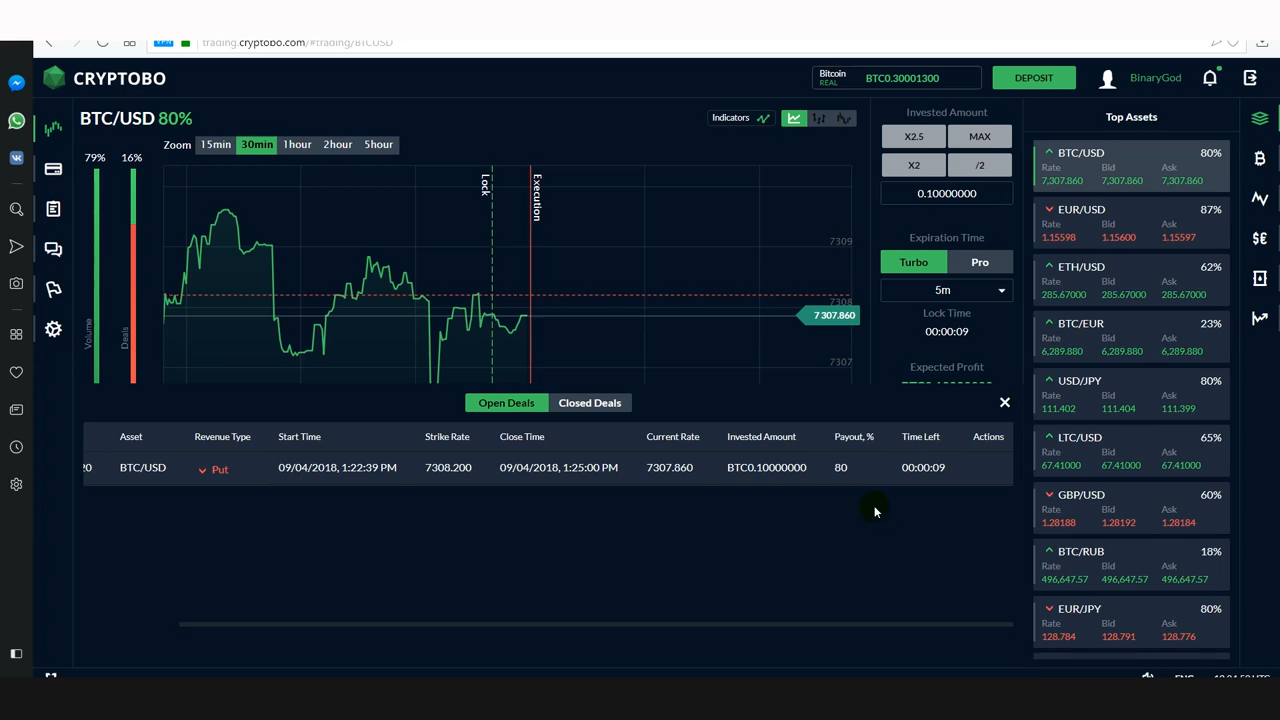 VPN trading.cryptobo.com/#trading/BTCUSD
CRYPTOBO
Bitcoin
REAL
BTC0.30001300
DEPOSIT
BinaryGod
BTC/USD 80%
Indicators
Zoom 15min 30min 1hour 2hour 5hour
79% 16%
Volume
Deals
Lock
Execution
7309
7308
7307.860
7307
Invested Amount
X2.5 MAX
X2 /2
0.10000000
Expiration Time
Turbo Pro
5m
Lock Time
00:00:09
Expected Profit
Top Assets
BTC/USD 80%
Rate Bid Ask
7,307.860 7,307.860 7,307.860
EUR/USD 87%
Rate Bid Ask
1.15598 1.15600 1.15597
ETH/USD 62%
Rate Bid Ask
285.67000 285.67000 285.67000
BTC/EUR 23%
Rate Bid Ask
6,289.880 6,289.880 6,289.880
USD/JPY 80%
Rate Bid Ask
111.402 111.404 111.399
LTC/USD 65%
Rate Bid Ask
67.41000 67.41000 67.41000
GBP/USD 60%
Rate Bid Ask
1.28188 1.28192 1.28184
BTC/RUB 18%
Rate Bid Ask
496,647.57 496,647.57 496,647.57
EUR/JPY 80%
Rate Bid Ask
128.784 128.791 128.776
Open Deals Closed Deals
Asset Revenue Type Start Time Strike Rate Close Time Current Rate Invested Amount Payout, % Time Left Actions
20 BTC/USD Put 09/04/2018, 1:22:39 PM 7308.200 09/04/2018, 1:25:00 PM 7307.860 BTC0.10000000 80 00:00:09